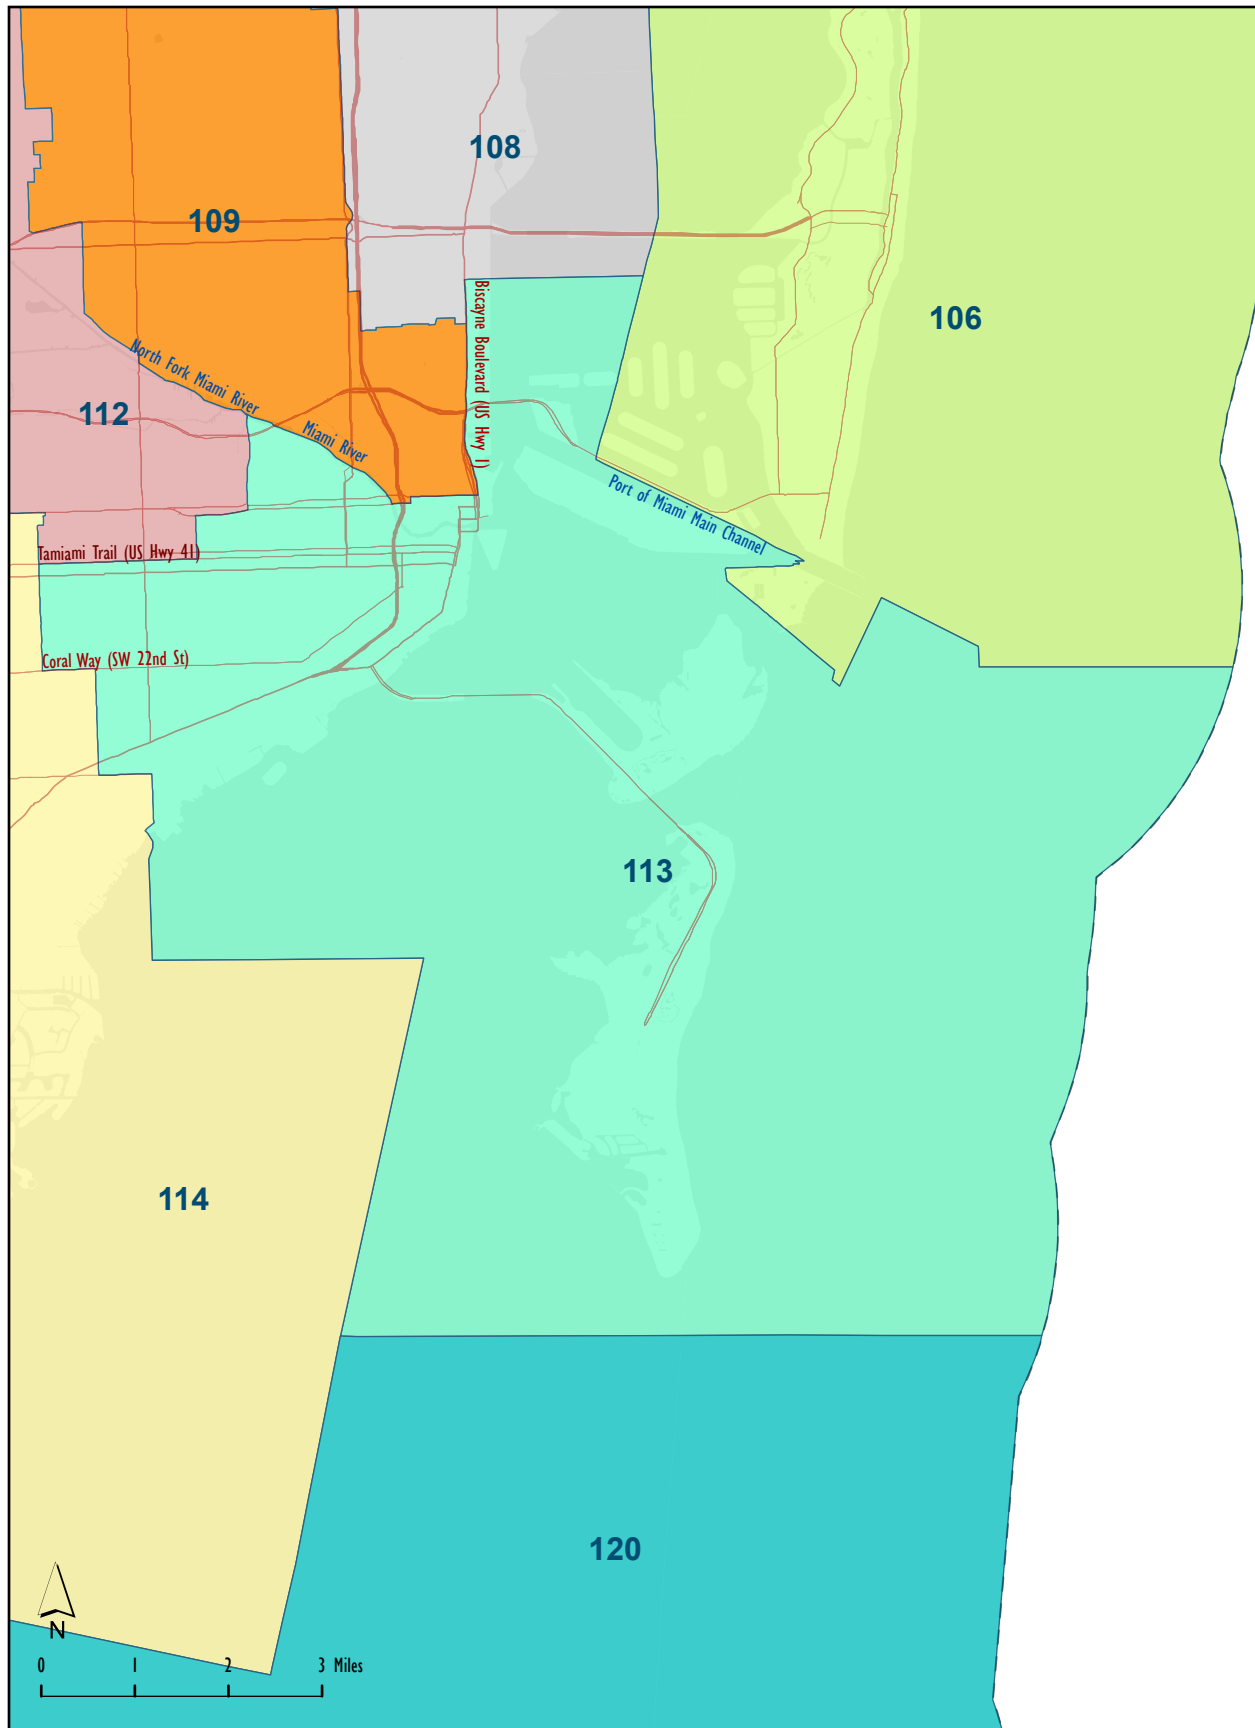 108
109
Biscayne Boulevard (US Hwy 1)
106
North Fork Miami River
112
Miami River
Port of Miami Main Channel
Tamiami Trail (US Hwy 41)
Coral Way (SW 22nd St)
113
114
120
N
0 1 2 3 Miles